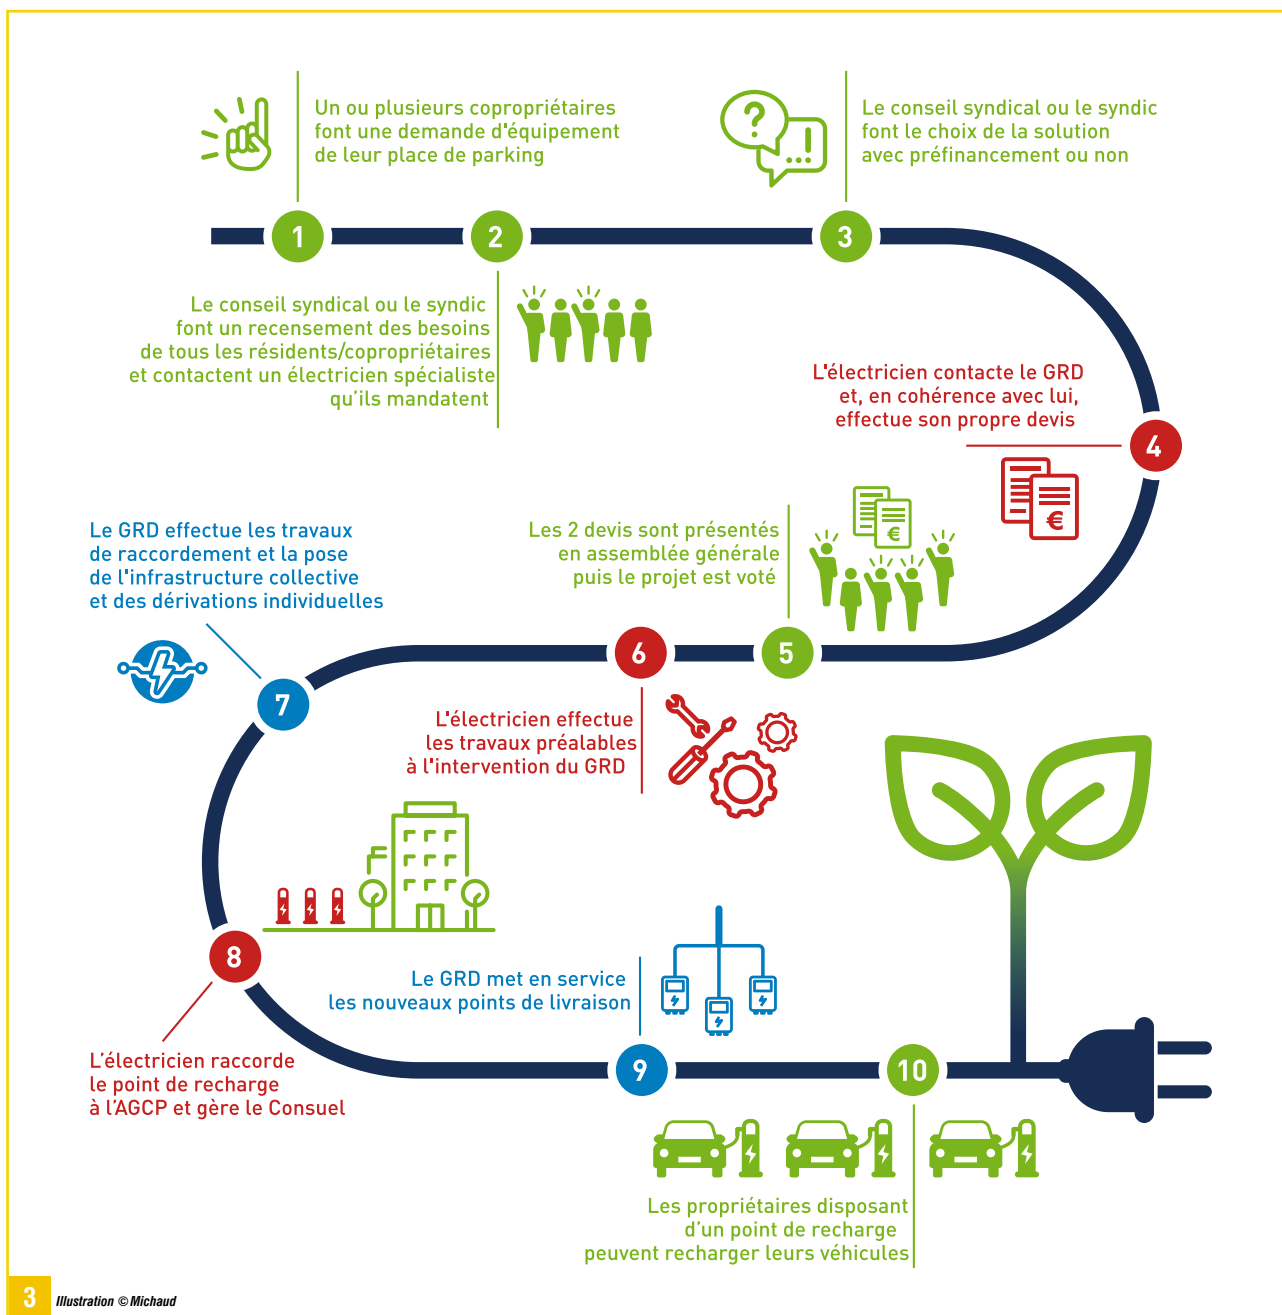 Un ou plusieurs copropriétaires
font une demande d'équipement
de leur place de parking
1
2
Le conseil syndical ou le syndic
font un recensement des besoins
de tous les résidents/copropriétaires
et contactent un électricien spécialiste
qu'ils mandatent
?
...!
Le conseil syndical ou le syndic
font le choix de la solution
avec préfinancement ou non
3
L'électricien contacte le GRD
et, en cohérence avec lui,
effectue son propre devis
4
€
Les 2 devis sont présentés
en assemblée générale
puis le projet est voté
€
5
6
L'électricien effectue
les travaux préalables
à l'intervention du GRD
Le GRD effectue les travaux
de raccordement et la pose
de l'infrastructure collective
et des dérivations individuelles
7
8
L'électricien raccorde
le point de recharge
à l'AGCP et gère le Consuel
Le GRD met en service
les nouveaux points de livraison
9
10
Les propriétaires disposant
d'un point de recharge
peuvent recharger leurs véhicules
3
Illustration © Michaud